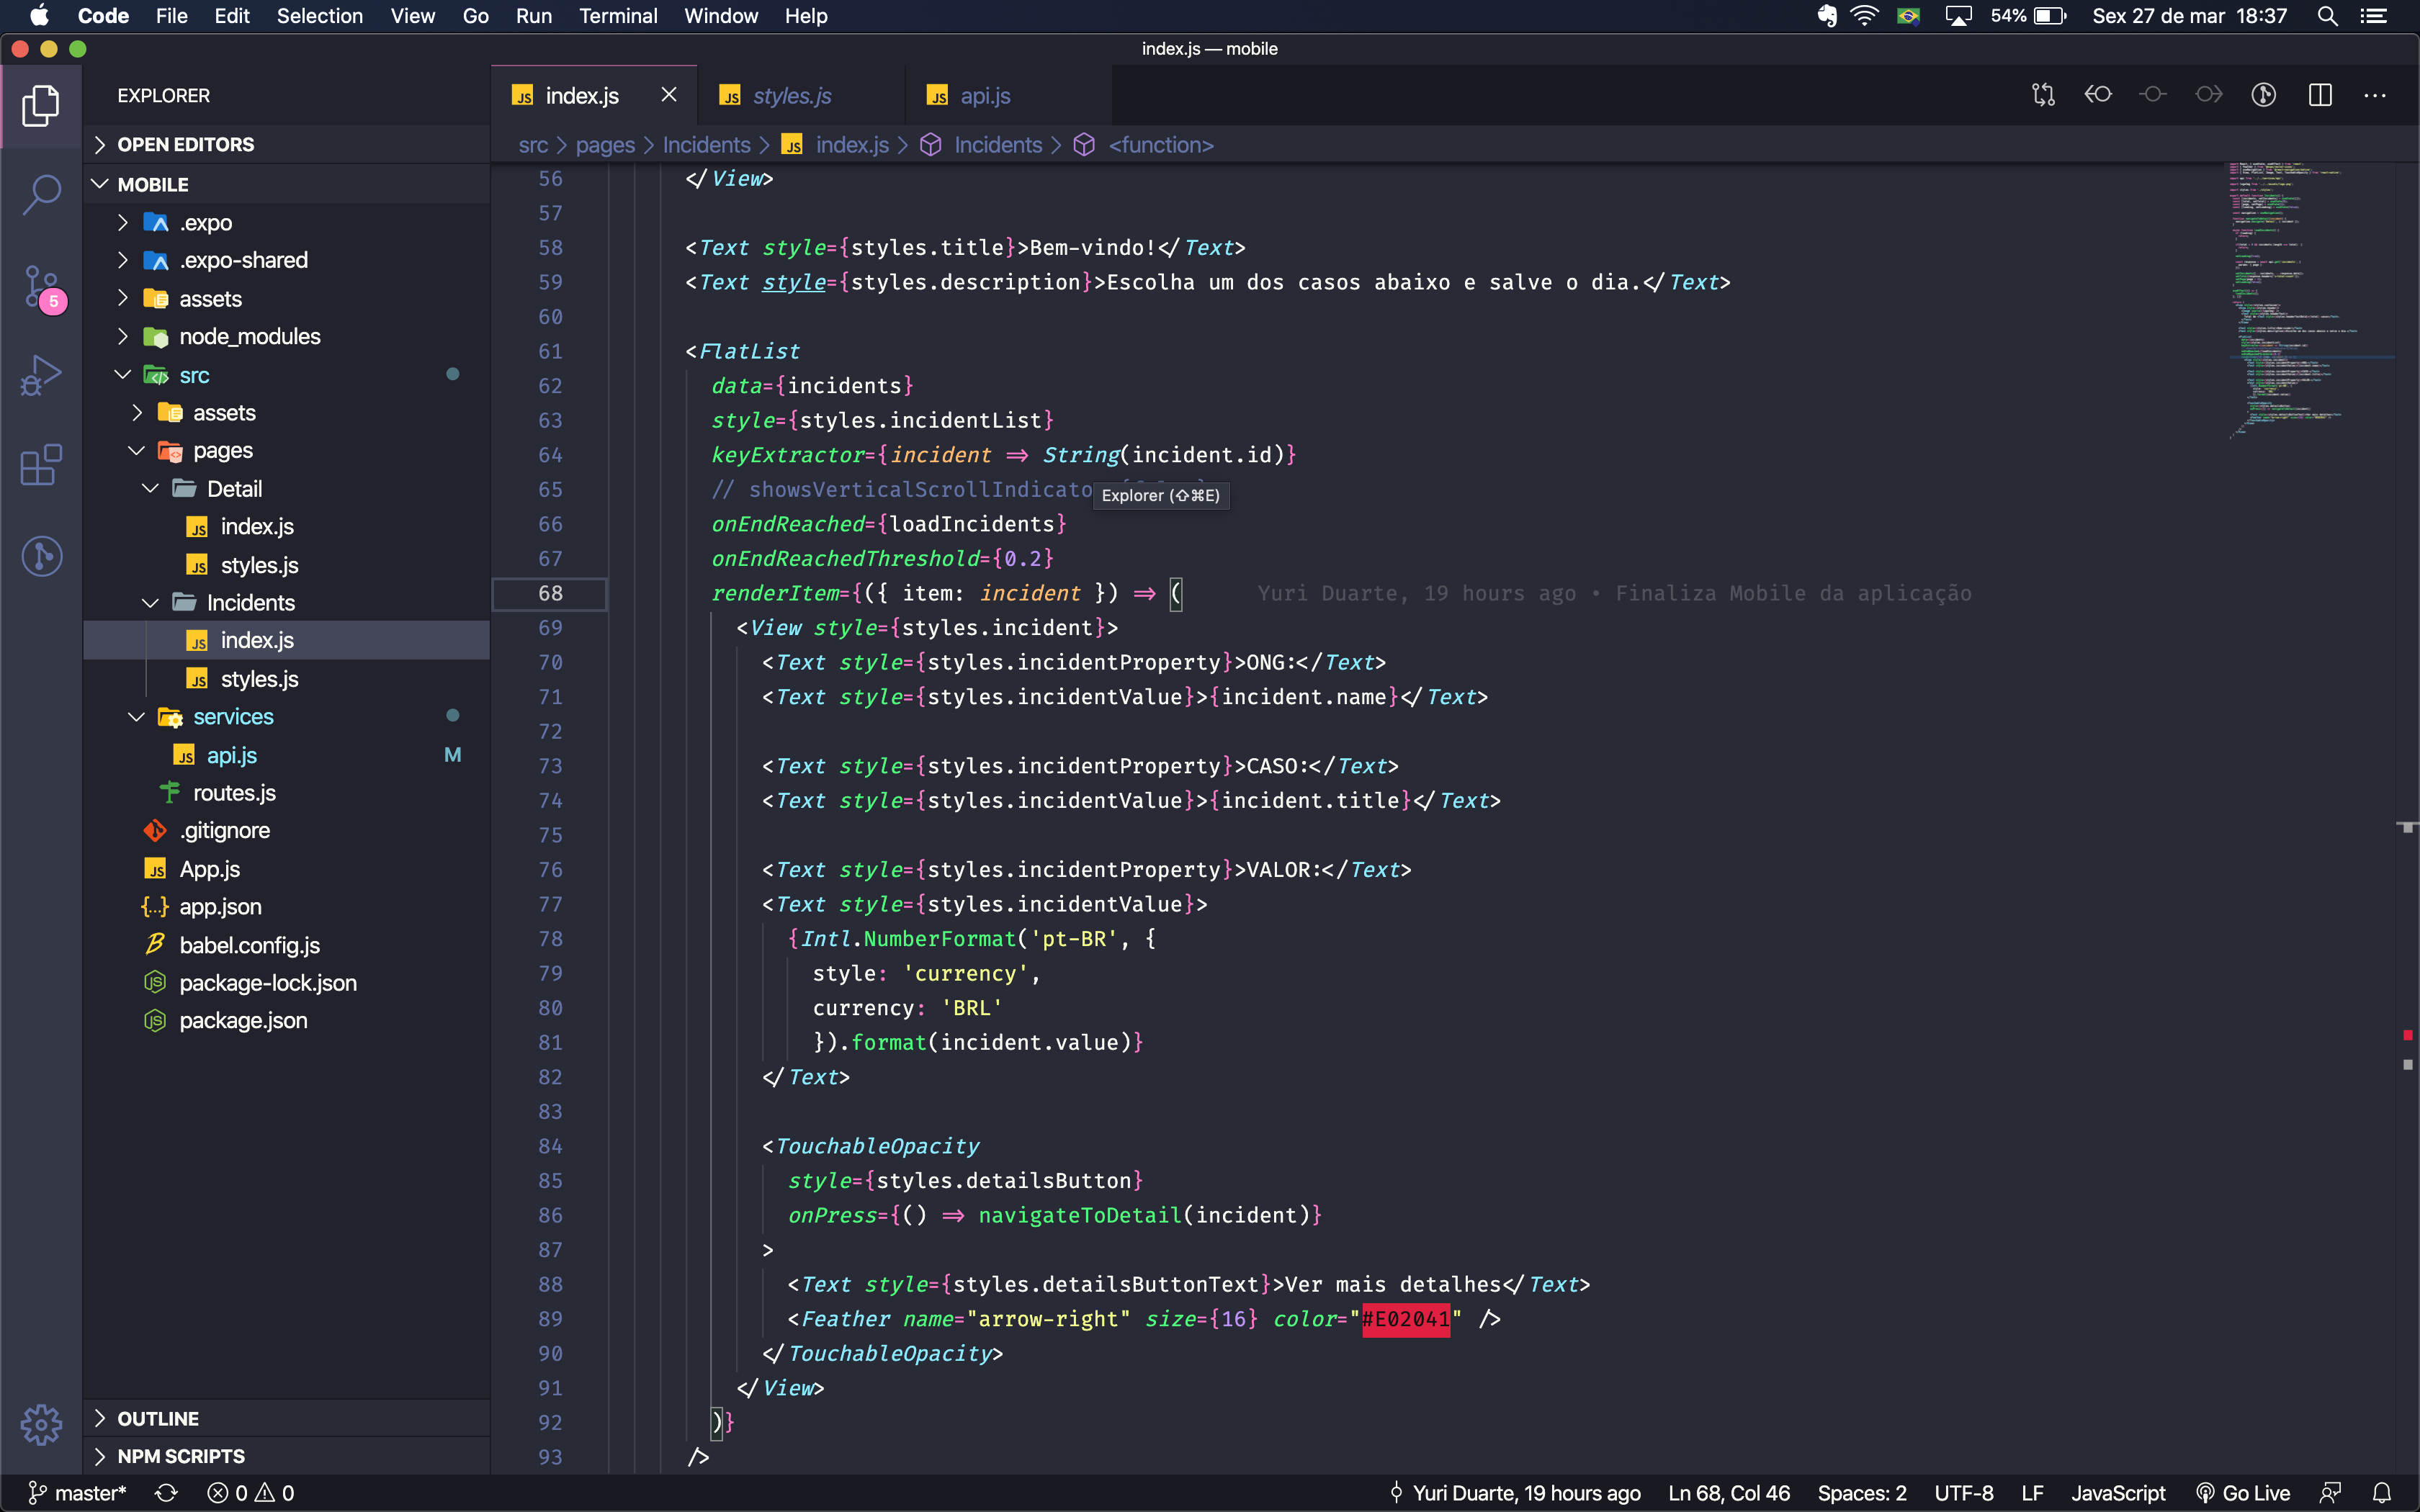 Code File Edit Selection View Go Run Terminal Window Help 54% Sex 27 de mar 18:37
index.js — mobile
EXPLORER
OPEN EDITORS
MOBILE
.expo
.expo-shared
assets
node_modules
src
assets
pages
Detail
index.js
styles.js
Incidents
index.js
styles.js
services
api.js M
routes.js
.gitignore
App.js
app.json
babel.config.js
package-lock.json
package.json
OUTLINE
NPM SCRIPTS
5
index.js styles.js api.js
src > pages > Incidents > index.js > Incidents > <function>
56 </View>
57
58 <Text style={styles.title}>Bem-vindo!</Text>
59 <Text style={styles.description}>Escolha um dos casos abaixo e salve o dia.</Text>
60
61 <FlatList
62 data={incidents}
63 style={styles.incidentList}
64 keyExtractor={incident => String(incident.id)}
65 // showsVerticalScrollIndicato
Explorer (⇧⌘E)
66 onEndReached={loadIncidents}
67 onEndReachedThreshold={0.2}
68 renderItem={({ item: incident }) => ( Yuri Duarte, 19 hours ago • Finaliza Mobile da aplicação
69 <View style={styles.incident}>
70 <Text style={styles.incidentProperty}>ONG:</Text>
71 <Text style={styles.incidentValue}>{incident.name}</Text>
72
73 <Text style={styles.incidentProperty}>CASO:</Text>
74 <Text style={styles.incidentValue}>{incident.title}</Text>
75
76 <Text style={styles.incidentProperty}>VALOR:</Text>
77 <Text style={styles.incidentValue}>
78 {Intl.NumberFormat('pt-BR', {
79 style: 'currency',
80 currency: 'BRL'
81 }).format(incident.value)}
82 </Text>
83
84 <TouchableOpacity
85 style={styles.detailsButton}
86 onPress={() => navigateToDetail(incident)}
87 >
88 <Text style={styles.detailsButtonText}>Ver mais detalhes</Text>
89 <Feather name="arrow-right" size={16} color="#E02041" />
90 </TouchableOpacity>
91 </View>
92 )}
93 />
master* 0 0 Yuri Duarte, 19 hours ago Ln 68, Col 46 Spaces: 2 UTF-8 LF JavaScript Go Live